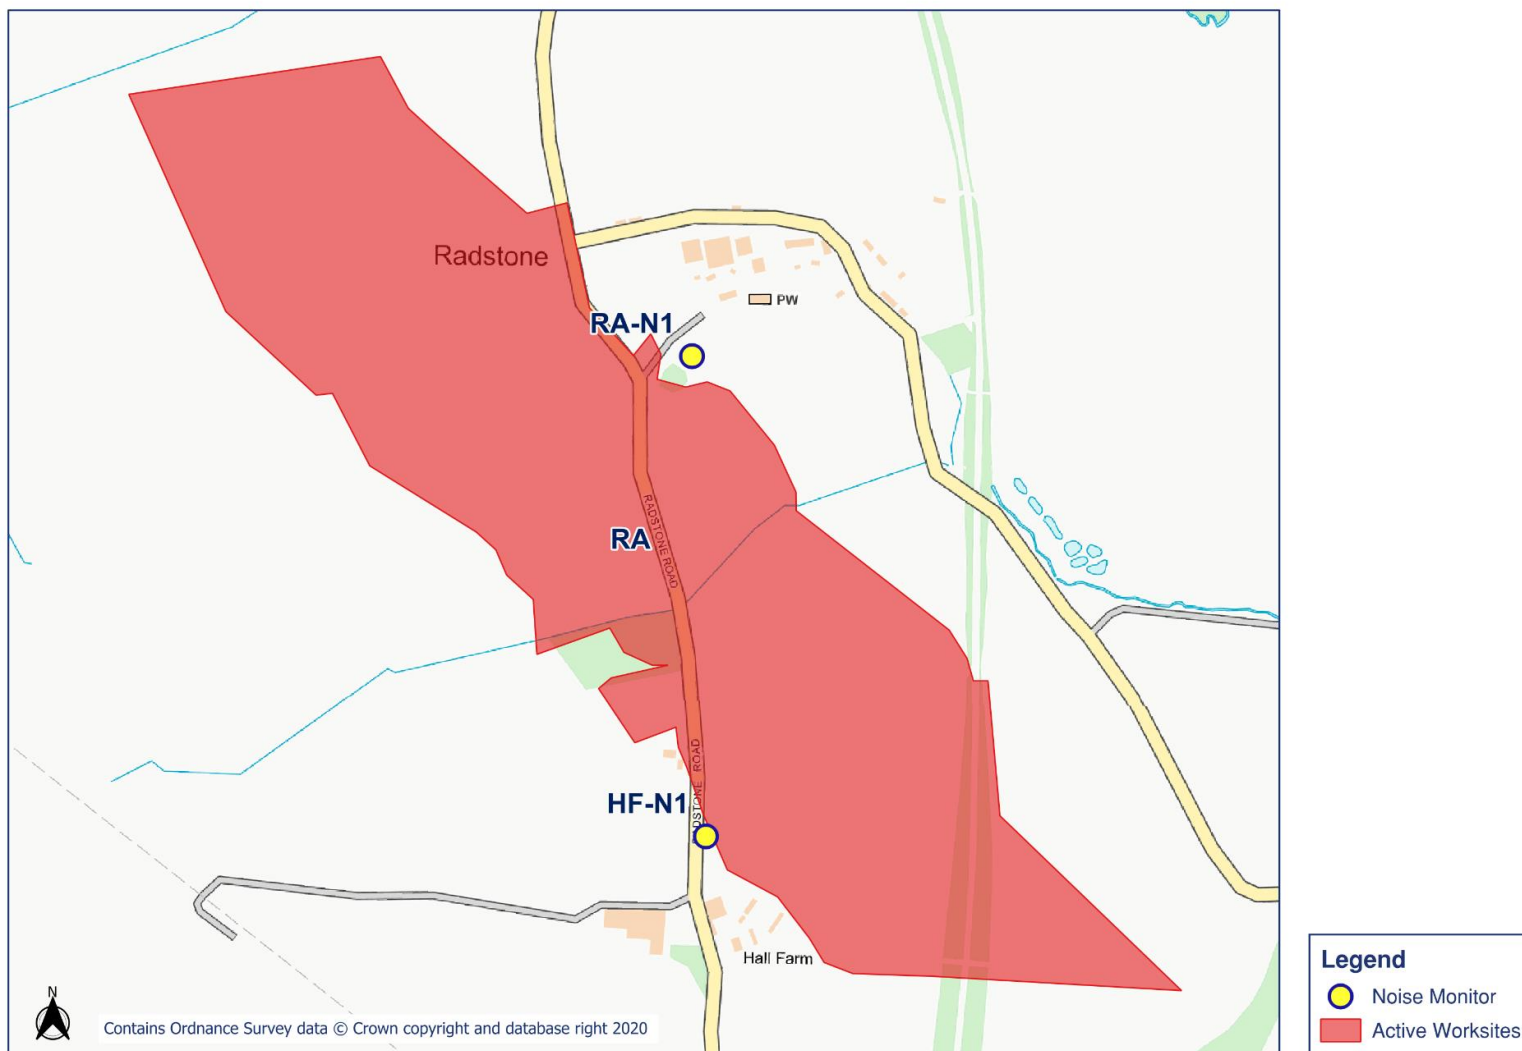 Radstone
RA-N1
PW
RA
RADSTONE ROAD
RADSTONE ROAD
HF-N1
Hall Farm
N
Contains Ordnance Survey data © Crown copyright and database right 2020
Legend
Noise Monitor
Active Worksites